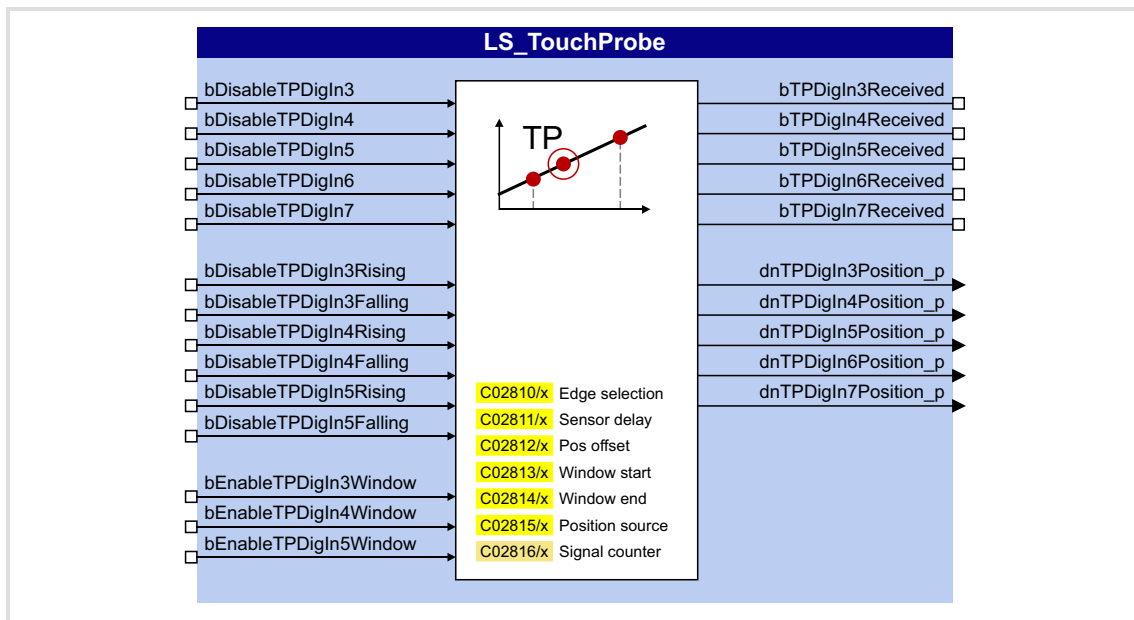 LS_TouchProbe
bDisableTPDigIn3
bDisableTPDigIn4
bDisableTPDigIn5
bDisableTPDigIn6
bDisableTPDigIn7
bDisableTPDigIn3Rising
bDisableTPDigIn3Falling
bDisableTPDigIn4Rising
bDisableTPDigIn4Falling
bDisableTPDigIn5Rising
bDisableTPDigIn5Falling
bEnableTPDigIn3Window
bEnableTPDigIn4Window
bEnableTPDigIn5Window
TP
C02810/x Edge selection
C02811/x Sensor delay
C02812/x Pos offset
C02813/x Window start
C02814/x Window end
C02815/x Position source
C02816/x Signal counter
bTPDigIn3Received
bTPDigIn4Received
bTPDigIn5Received
bTPDigIn6Received
bTPDigIn7Received
dnTPDigIn3Position_p
dnTPDigIn4Position_p
dnTPDigIn5Position_p
dnTPDigIn6Position_p
dnTPDigIn7Position_p